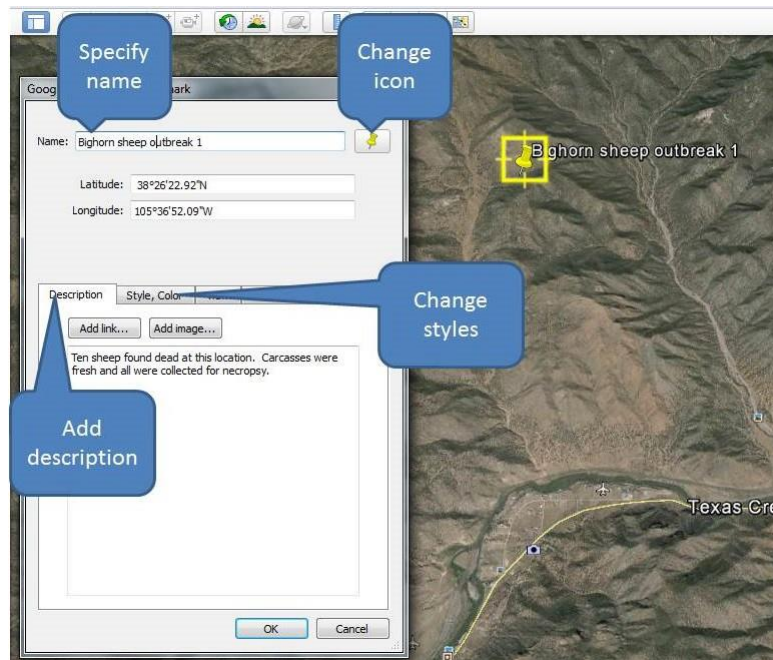 Specify
name
Change
icon
Goog
ark
Name: Bighorn sheep outbreak 1
Bighorn sheep outbreak 1
Latitude: 38°26'22.92"N
Longitude: 105°36'52.09"W
Description
Style, Color
Change
styles
Add link...
Add image...
Ten sheep found dead at this location. Carcasses were
fresh and all were collected for necropsy.
Add
description
Texas Cre
OK
Cancel